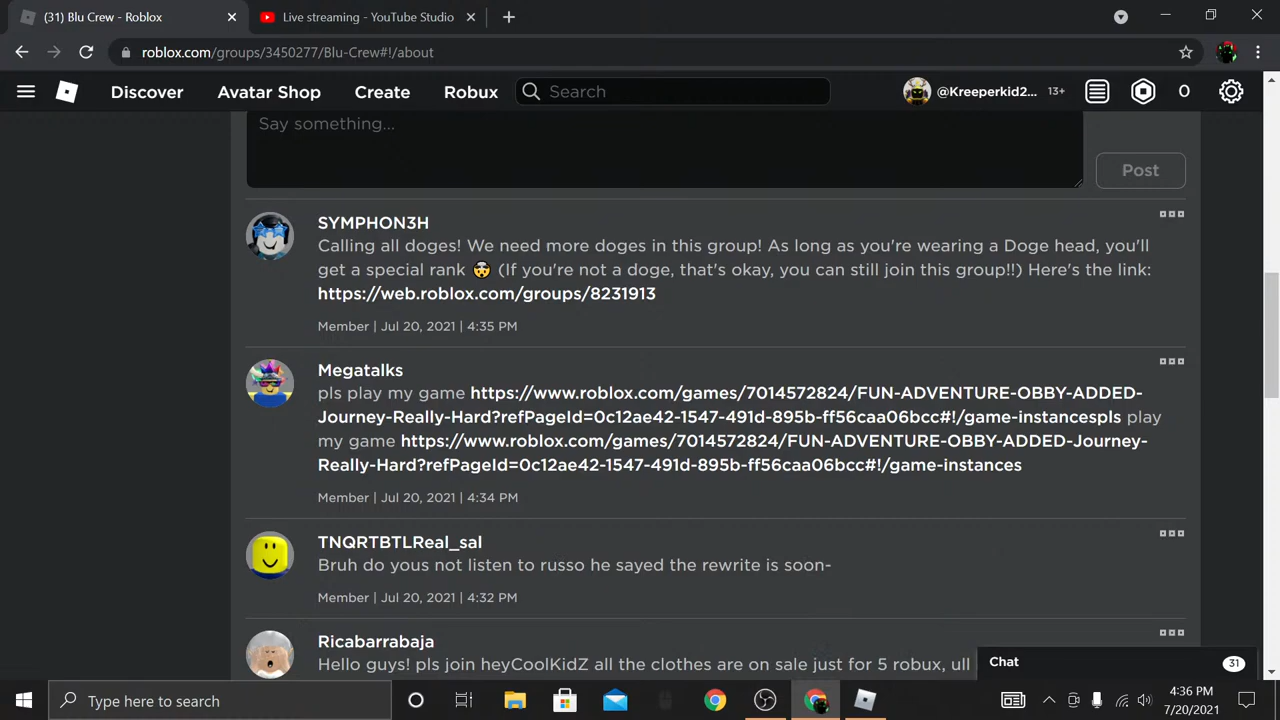 (31) Blu Crew - Roblox
Live streaming - YouTube Studio
roblox.com/groups/3450277/Blu-Crew#!/about
Discover Avatar Shop Create Robux Search @Kreeperkid2... 13+ 0
Say something...
Post
SYMPHON3H
Calling all doges! We need more doges in this group! As long as you're wearing a Doge head, you'll
get a special rank 🤯 (If you're not a doge, that's okay, you can still join this group!!) Here's the link:
https://web.roblox.com/groups/8231913
Member | Jul 20, 2021 | 4:35 PM
Megatalks
pls play my game https://www.roblox.com/games/7014572824/FUN-ADVENTURE-OBBY-ADDED-
Journey-Really-Hard?refPageId=0c12ae42-1547-491d-895b-ff56caa06bcc#!/game-instancespls play
my game https://www.roblox.com/games/7014572824/FUN-ADVENTURE-OBBY-ADDED-Journey-
Really-Hard?refPageId=0c12ae42-1547-491d-895b-ff56caa06bcc#!/game-instances
Member | Jul 20, 2021 | 4:34 PM
TNQRTBTLReal_sal
Bruh do yous not listen to russo he sayed the rewrite is soon-
Member | Jul 20, 2021 | 4:32 PM
Ricabarrabaja
Hello guys! pls join heyCoolKidZ all the clothes are on sale just for 5 robux, ull
Chat 31
Type here to search
4:36 PM
7/20/2021